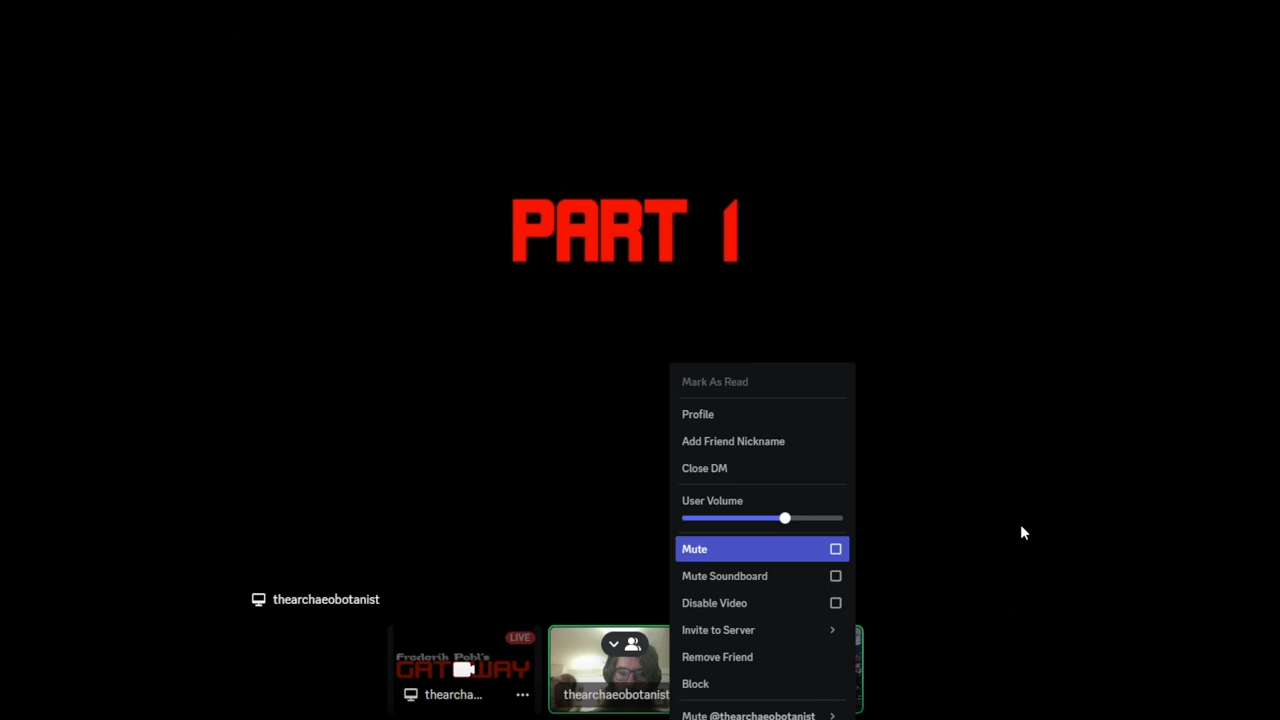 PART 1
Mark As Read
Profile
Add Friend Nickname
Close DM
User Volume
Mute
Mute Soundboard
Disable Video
Invite to Server
Remove Friend
Block
Mute @thearchaeobotanist
thearchaeobotanist
LIVE
Frederik Pohl's
GATEWAY
thearcha...
thearchaeobotanist